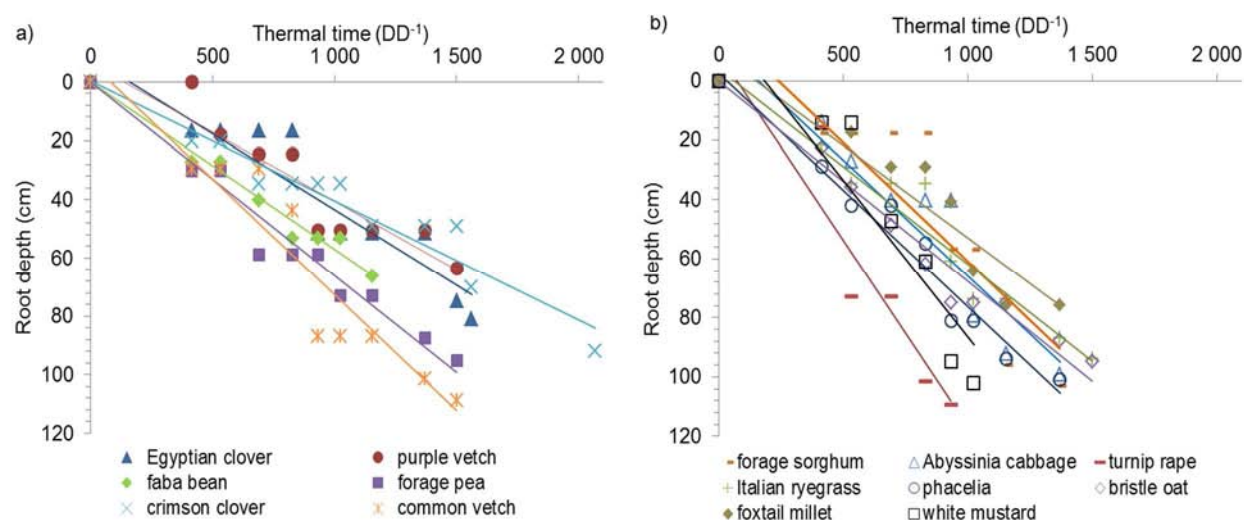 a)
Thermal time (DD-1)
0 500 1 000 1 500 2 000
Root depth (cm)
0
20
40
60
80
100
120
Egyptian clover purple vetch
faba bean forage pea
crimson clover common vetch
b)
Thermal time (DD-1)
0 500 1 000 1 500 2 000
Root depth (cm)
0
20
40
60
80
100
120
forage sorghum Abyssinia cabbage turnip rape
Italian ryegrass phacelia bristle oat
foxtail millet white mustard